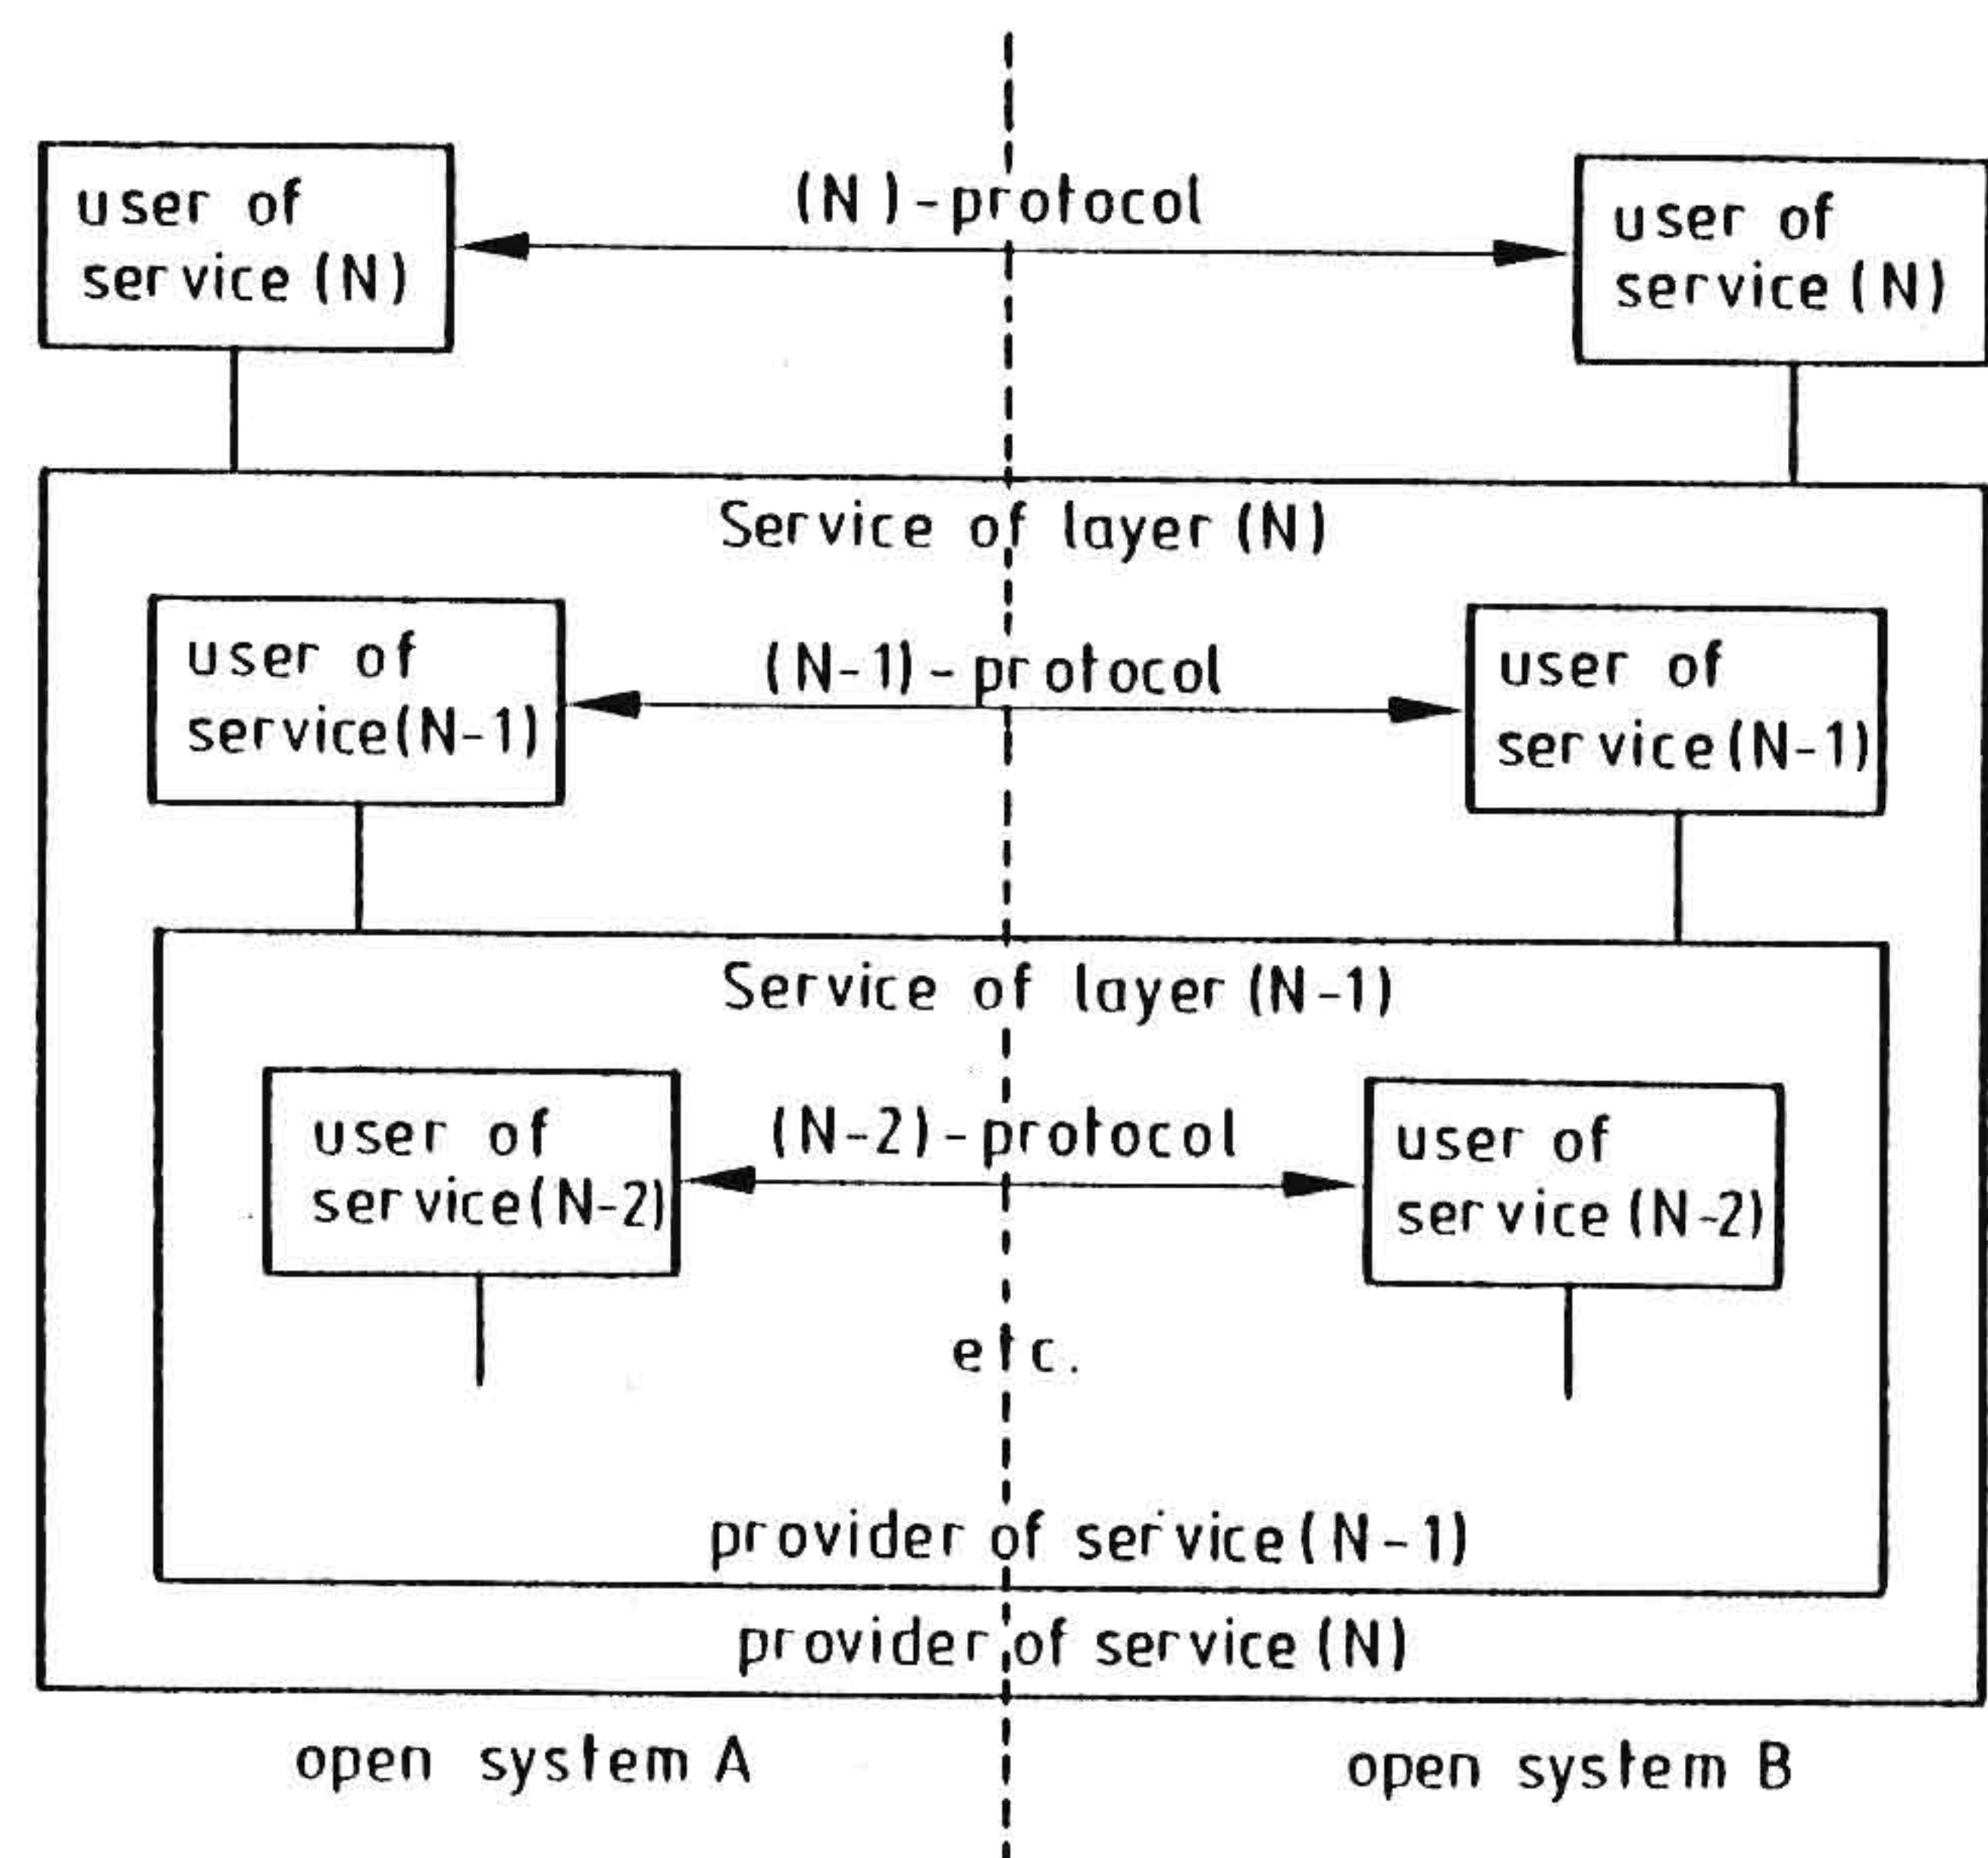 (N)-protocol
user of
service (N)
user of
service (N)
Service of layer (N)
user of
service(N-1)
(N-1)-protocol
user of
service (N-1)
Service of layer (N-1)
user of
service(N-2)
(N-2)-protocol
user of
service (N-2)
etc.
provider of service (N-1)
provider of service (N)
open system A
open system B